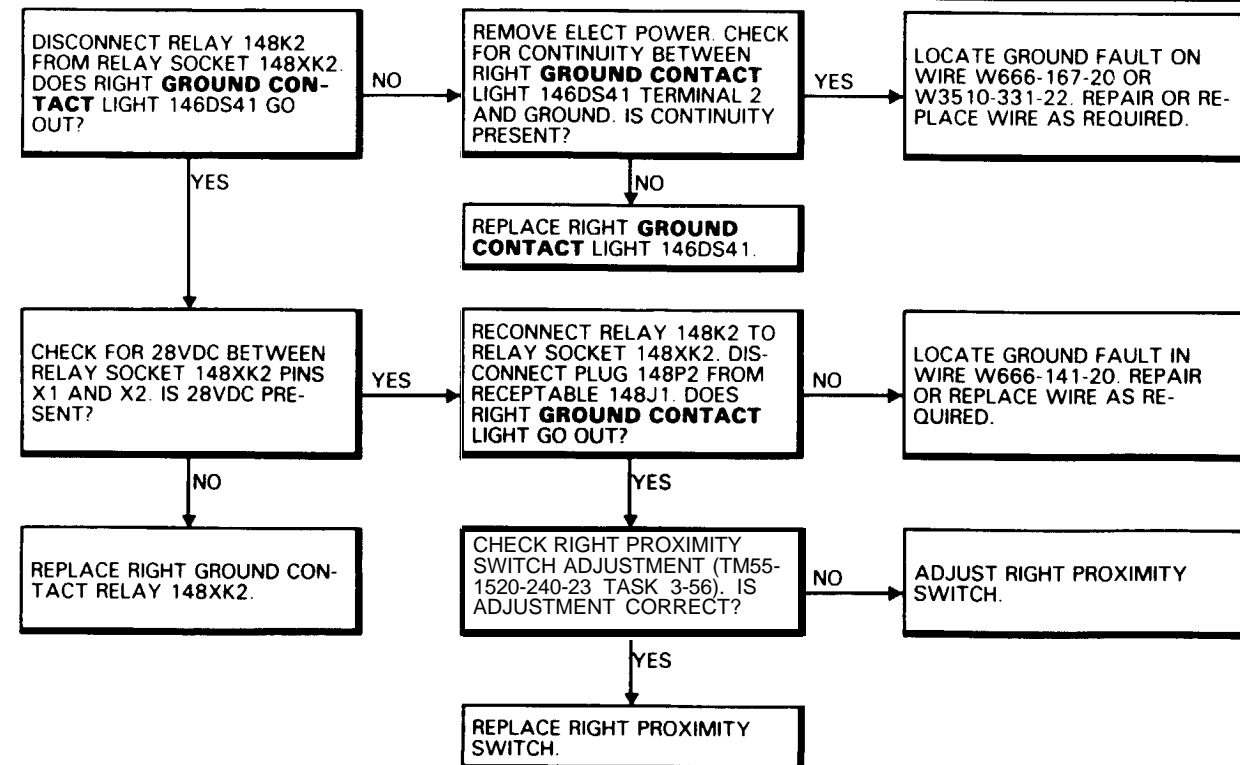 DISCONNECT RELAY 148K2
FROM RELAY SOCKET 148XK2.
DOES RIGHT GROUND CON-
TACT LIGHT 146DS41 GO
OUT?
NO
REMOVE ELECT POWER. CHECK
FOR CONTINUITY BETWEEN
RIGHT GROUND CONTACT
LIGHT 146DS41 TERMINAL 2
AND GROUND. IS CONTINUITY
PRESENT?
YES
LOCATE GROUND FAULT ON
WIRE W666-167-20 OR
W3510-331-22. REPAIR OR RE-
PLACE WIRE AS REQUIRED.
YES
NO
REPLACE RIGHT GROUND
CONTACT LIGHT 146DS41.
CHECK FOR 28VDC BETWEEN
RELAY SOCKET 148XK2 PINS
X1 AND X2. IS 28VDC PRE-
SENT?
YES
RECONNECT RELAY 148K2 TO
RELAY SOCKET 148XK2. DIS-
CONNECT PLUG 148P2 FROM
RECEPTABLE 148J1. DOES
RIGHT GROUND CONTACT
LIGHT GO OUT?
NO
LOCATE GROUND FAULT IN
WIRE W666-141-20. REPAIR
OR REPLACE WIRE AS RE-
QUIRED.
NO
YES
REPLACE RIGHT GROUND CON-
TACT RELAY 148XK2.
CHECK RIGHT PROXIMITY
SWITCH ADJUSTMENT (TM55-
1520-240-23 TASK 3-56). IS
ADJUSTMENT CORRECT?
NO
ADJUST RIGHT PROXIMITY
SWITCH.
YES
REPLACE RIGHT PROXIMITY
SWITCH.